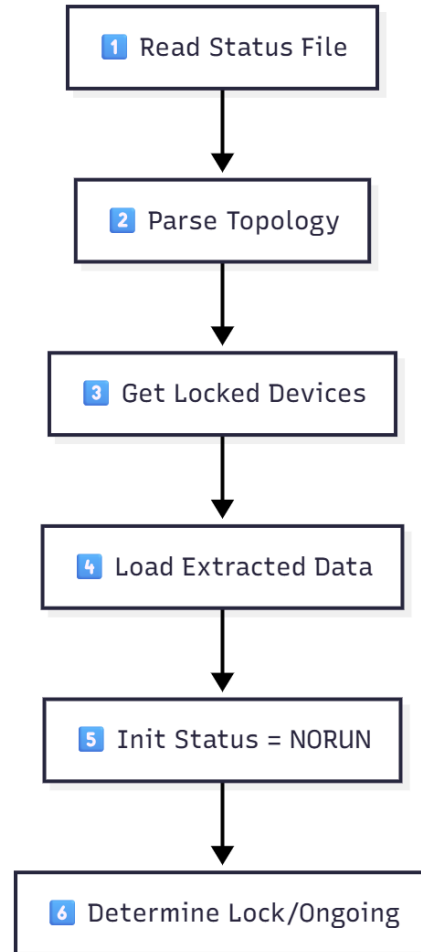 1 Read Status File
2 Parse Topology
3 Get Locked Devices
4 Load Extracted Data
5 Init Status = NORUN
6 Determine Lock/Ongoing